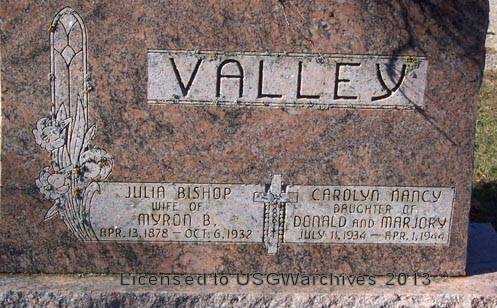 VALLEY
JULIA BISHOP
WIFE OF
MYRON B.
APR. 13, 1878 – OCT. 6, 1932
CAROLYN NANCY
DAUGHTER OF
DONALD AND MARJORY
JULY 11, 1934 – APR. 1, 1944
Licensed to USGWarchives 2013